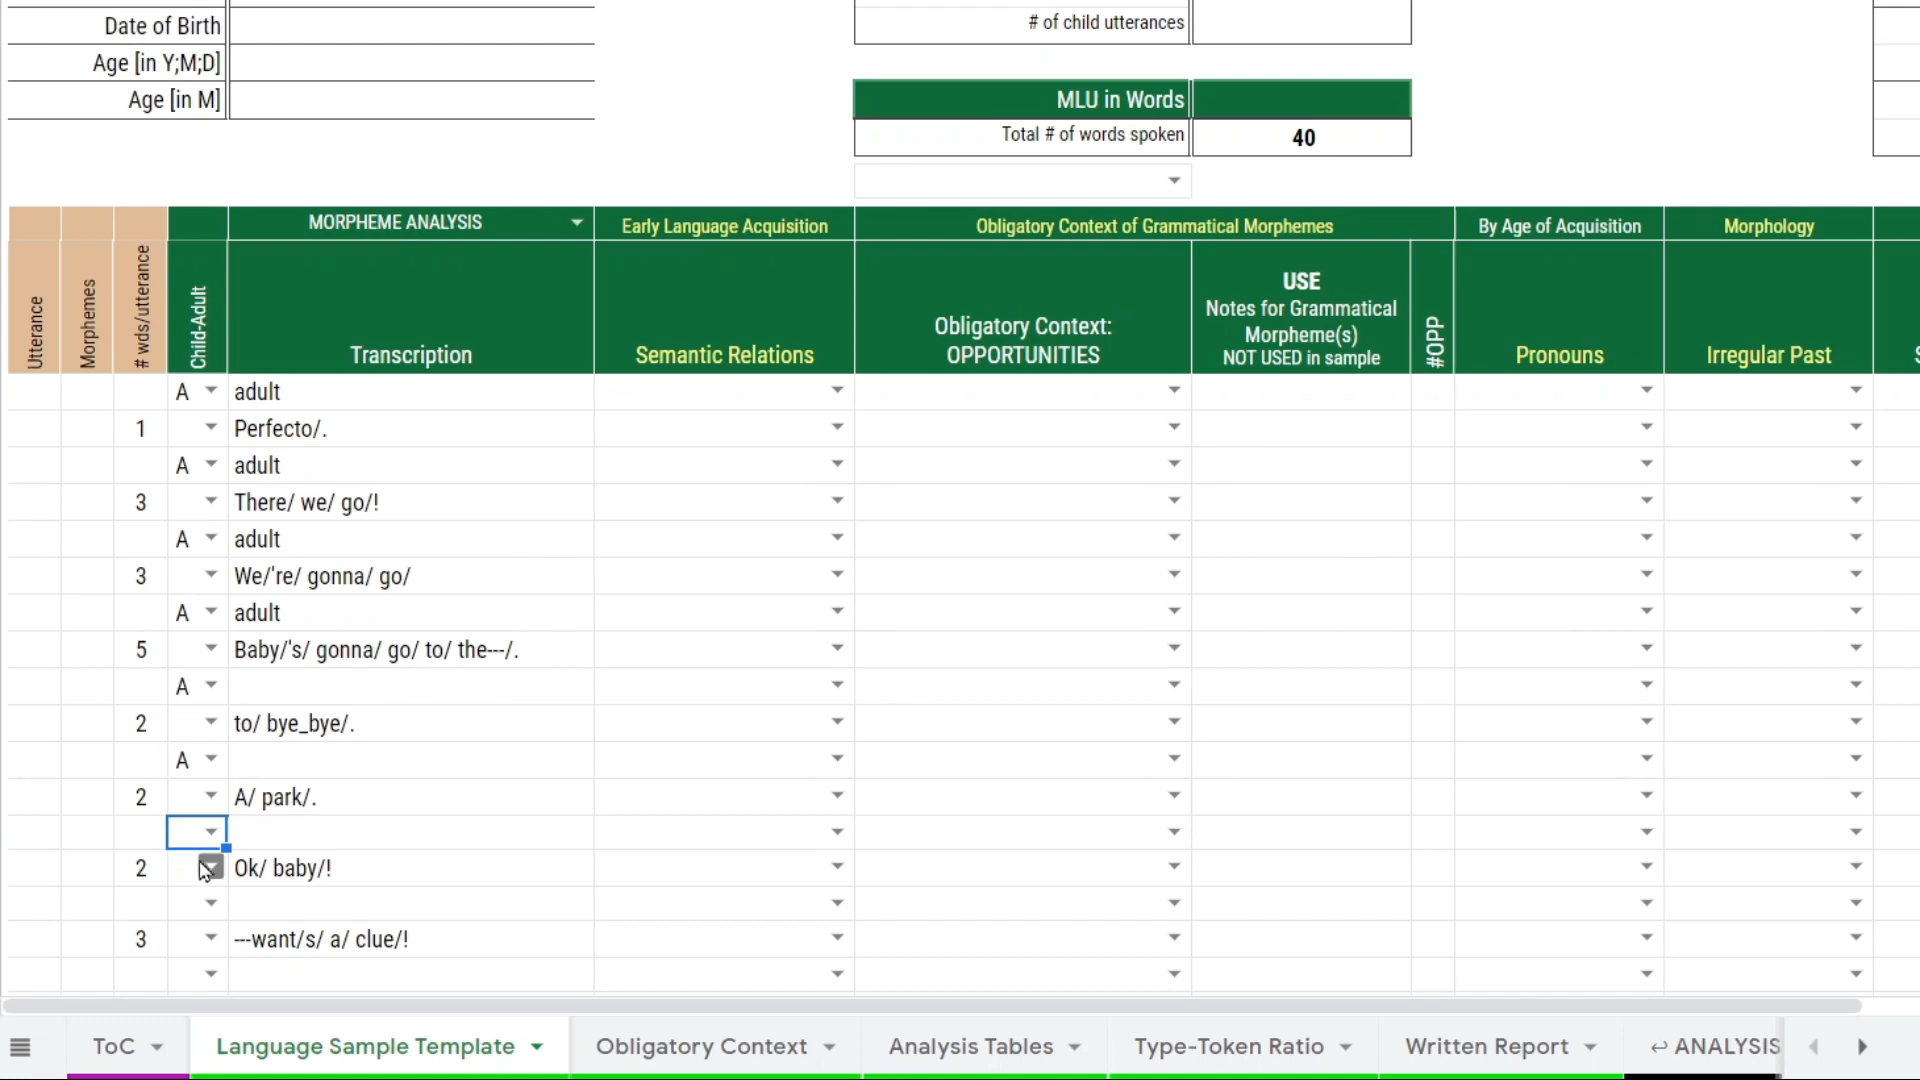 Date of Birth
# of child utterances
Age [in Y;M;D]
Age [in M]
MLU in Words
Total # of words spoken 40
MORPHEME ANALYSIS Early Language Acquisition Obligatory Context of Grammatical Morphemes By Age of Acquisition Morphology
Utterance Morphemes # wds/utterance Child-Adult Transcription Semantic Relations
Obligatory Context:
OPPORTUNITIES
USE
Notes for Grammatical
Morpheme(s)
NOT USED in sample
#OPP Pronouns Irregular Past
A adult
1 Perfecto/.
A adult
3 There/ we/ go/!
A adult
3 We/'re/ gonna/ go/
A adult
5 Baby/'s/ gonna/ go/ to/ the---/.
A
2 to/ bye_bye/.
A
2 A/ park/.
2 Ok/ baby/!
3 ---want/s/ a/ clue/!
ToC Language Sample Template Obligatory Context Analysis Tables Type-Token Ratio Written Report ↩ ANALYSIS